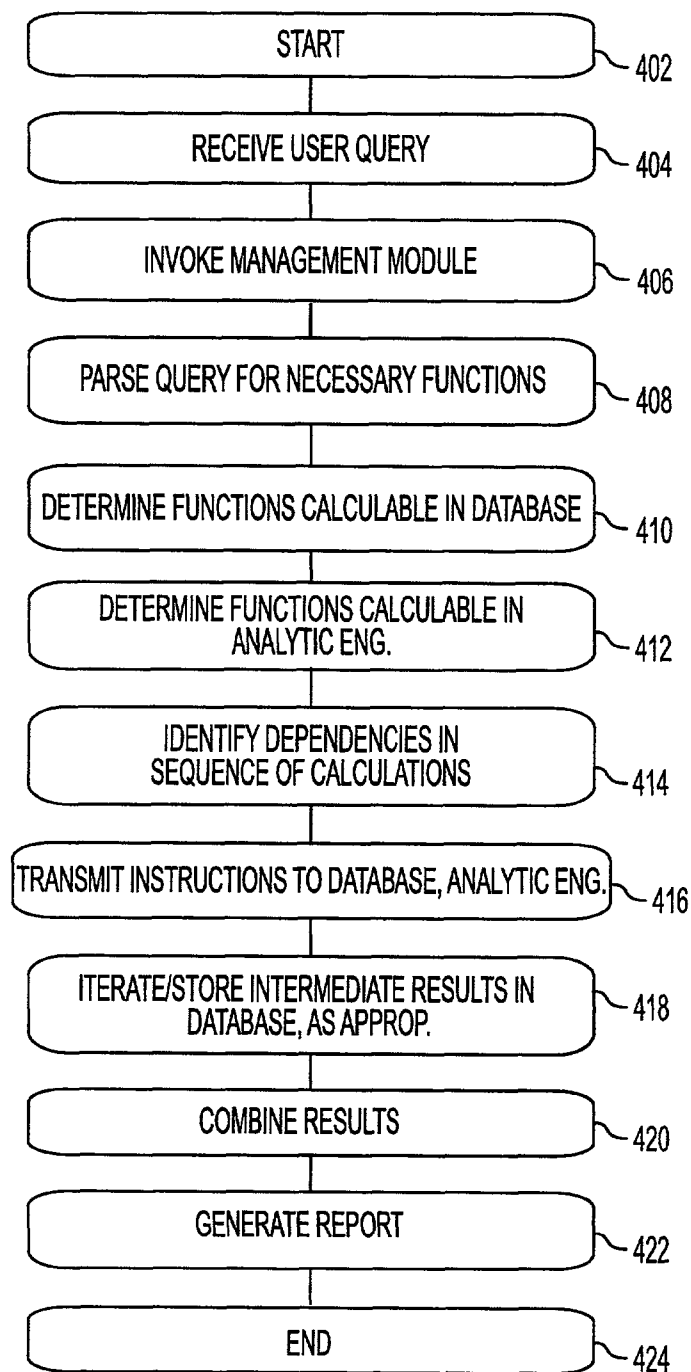 START
402
RECEIVE USER QUERY
404
INVOKE MANAGEMENT MODULE
406
PARSE QUERY FOR NECESSARY FUNCTIONS
408
DETERMINE FUNCTIONS CALCULABLE IN DATABASE
410
DETERMINE FUNCTIONS CALCULABLE IN
ANALYTIC ENG.
412
IDENTIFY DEPENDENCIES IN
SEQUENCE OF CALCULATIONS
414
TRANSMIT INSTRUCTIONS TO DATABASE, ANALYTIC ENG.
416
ITERATE/STORE INTERMEDIATE RESULTS IN
DATABASE, AS APPROP.
418
COMBINE RESULTS
420
GENERATE REPORT
422
END
424